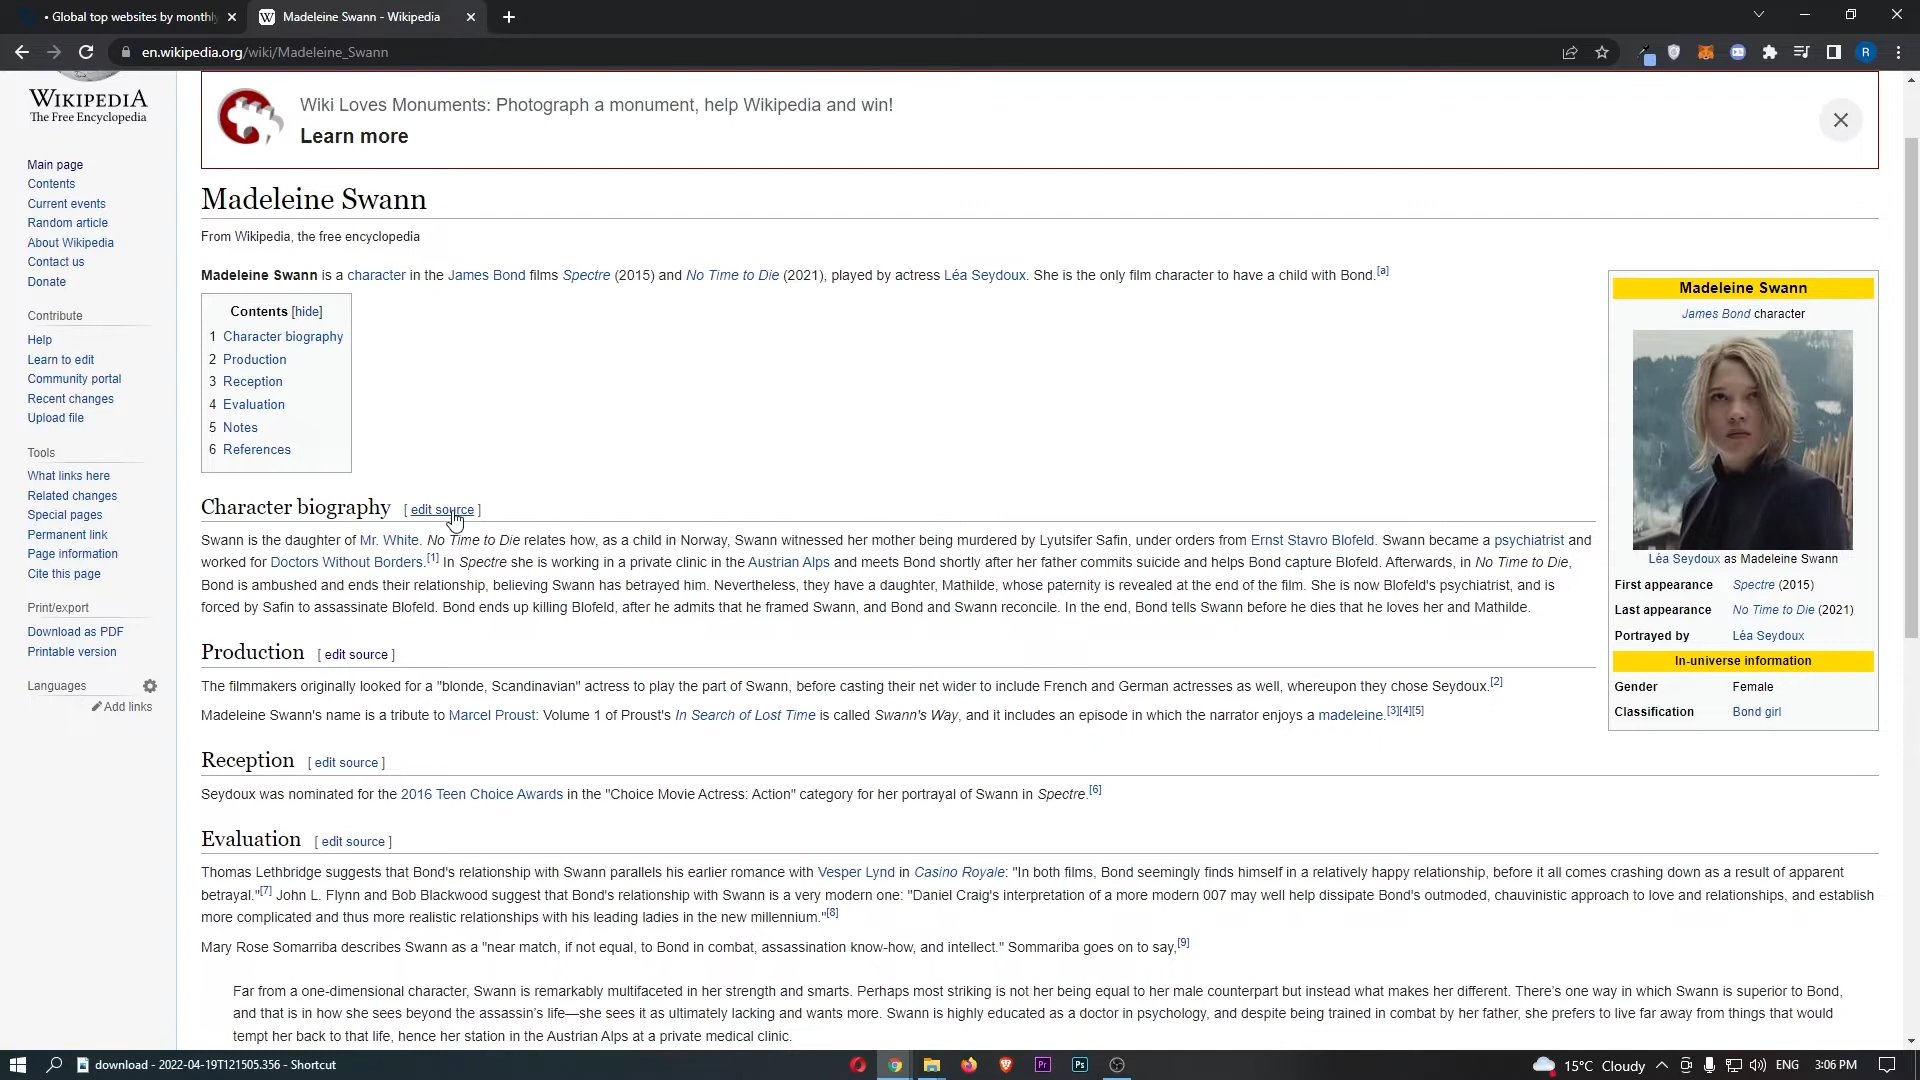 Global top websites by monthly
Madeleine Swann - Wikipedia
en.wikipedia.org/wiki/Madeleine_Swann
R
WIKIPEDIA
The Free Encyclopedia
Main page
Contents
Current events
Random article
About Wikipedia
Contact us
Donate
Contribute
Help
Learn to edit
Community portal
Recent changes
Upload file
Tools
What links here
Related changes
Special pages
Permanent link
Page information
Cite this page
Print/export
Download as PDF
Printable version
Languages
Add links
Wiki Loves Monuments: Photograph a monument, help Wikipedia and win!
Learn more
Madeleine Swann
From Wikipedia, the free encyclopedia
Madeleine Swann is a character in the James Bond films Spectre (2015) and No Time to Die (2021), played by actress Léa Seydoux. She is the only film character to have a child with Bond.[a]
Contents [hide]
1 Character biography
2 Production
3 Reception
4 Evaluation
5 Notes
6 References
Character biography [ edit source ]
Swann is the daughter of Mr. White. No Time to Die relates how, as a child in Norway, Swann witnessed her mother being murdered by Lyutsifer Safin, under orders from Ernst Stavro Blofeld. Swann became a psychiatrist and
worked for Doctors Without Borders.[1] In Spectre she is working in a private clinic in the Austrian Alps and meets Bond shortly after her father commits suicide and helps Bond capture Blofeld. Afterwards, in No Time to Die,
Bond is ambushed and ends their relationship, believing Swann has betrayed him. Nevertheless, they have a daughter, Mathilde, whose paternity is revealed at the end of the film. She is now Blofeld's psychiatrist, and is
forced by Safin to assassinate Blofeld. Bond ends up killing Blofeld, after he admits that he framed Swann, and Bond and Swann reconcile. In the end, Bond tells Swann before he dies that he loves her and Mathilde.
Production [ edit source ]
The filmmakers originally looked for a "blonde, Scandinavian" actress to play the part of Swann, before casting their net wider to include French and German actresses as well, whereupon they chose Seydoux.[2]
Madeleine Swann's name is a tribute to Marcel Proust: Volume 1 of Proust's In Search of Lost Time is called Swann's Way, and it includes an episode in which the narrator enjoys a madeleine.[3][4][5]
Reception [ edit source ]
Seydoux was nominated for the 2016 Teen Choice Awards in the "Choice Movie Actress: Action" category for her portrayal of Swann in Spectre.[6]
Evaluation [ edit source ]
Thomas Lethbridge suggests that Bond's relationship with Swann parallels his earlier romance with Vesper Lynd in Casino Royale: "In both films, Bond seemingly finds himself in a relatively happy relationship, before it all comes crashing down as a result of apparent
betrayal."[7] John L. Flynn and Bob Blackwood suggest that Bond's relationship with Swann is a very modern one: "Daniel Craig's interpretation of a more modern 007 may well help dissipate Bond's outmoded, chauvinistic approach to love and relationships, and establish
more complicated and thus more realistic relationships with his leading ladies in the new millennium."[8]
Mary Rose Somarriba describes Swann as a "near match, if not equal, to Bond in combat, assassination know-how, and intellect." Sommariba goes on to say,[9]
Far from a one-dimensional character, Swann is remarkably multifaceted in her strength and smarts. Perhaps most striking is not her being equal to her male counterpart but instead what makes her different. There's one way in which Swann is superior to Bond,
and that is in how she sees beyond the assassin's life—she sees it as ultimately lacking and wants more. Swann is highly educated as a doctor in psychology, and despite being trained in combat by her father, she prefers to live far away from things that would
tempt her back to that life, hence her station in the Austrian Alps at a private medical clinic.
Madeleine Swann
James Bond character
Léa Seydoux as Madeleine Swann
First appearance Spectre (2015)
Last appearance No Time to Die (2021)
Portrayed by Léa Seydoux
In-universe information
Gender Female
Classification Bond girl
download - 2022-04-19T121505.356 - Shortcut
Pr
Ps
15°C Cloudy
ENG
3:06 PM